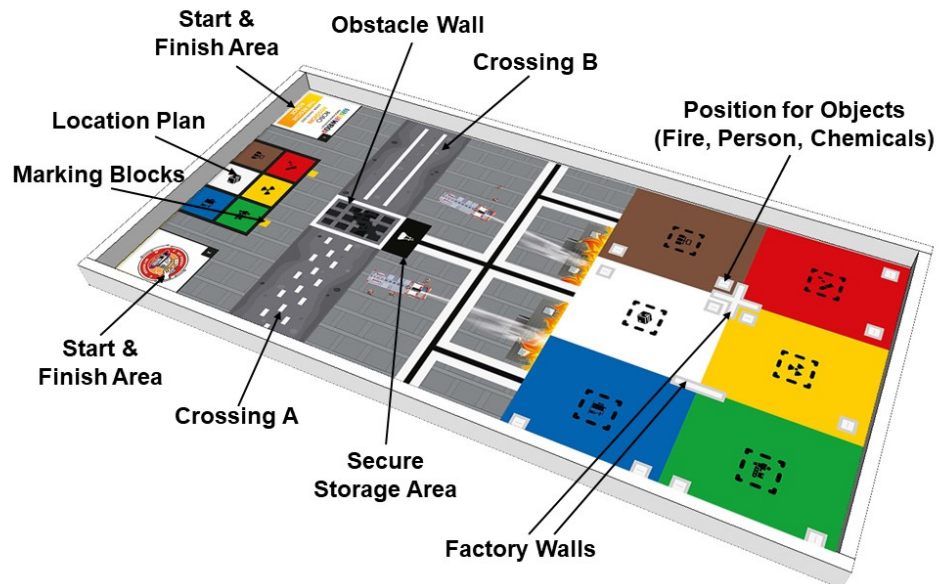 Start &
Finish Area
Obstacle Wall
Crossing B
Location Plan
Position for Objects
(Fire, Person, Chemicals)
Marking Blocks
Start &
Finish Area
Crossing A
Secure
Storage Area
Factory Walls